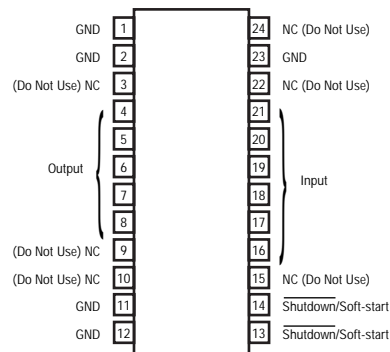 GND 1 24 NC (Do Not Use)
GND 2 23 GND
(Do Not Use) NC 3 22 NC (Do Not Use)
4 21
5 20
Output 6 19 Input
7 18
8 17
(Do Not Use) NC 9 16
(Do Not Use) NC 10 15 NC (Do Not Use)
GND 11 14 Shutdown/Soft-start
GND 12 13 Shutdown/Soft-start